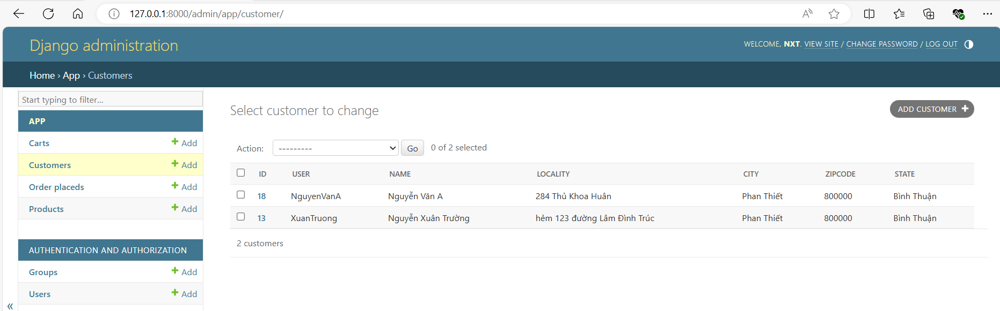 127.0.0.1:8000/admin/app/customer/
Django administration
WELCOME, NXT. VIEW SITE / CHANGE PASSWORD / LOG OUT
Home › App › Customers
Start typing to filter...
APP
Carts + Add
Customers + Add
Order placeds + Add
Products + Add
AUTHENTICATION AND AUTHORIZATION
Groups + Add
Users + Add
«
Select customer to change
ADD CUSTOMER +
Action: --------- Go 0 of 2 selected
ID USER NAME LOCALITY CITY ZIPCODE STATE
18 NguyenVanA Nguyễn Văn A 284 Thủ Khoa Huân Phan Thiết 800000 Bình Thuận
13 XuanTruong Nguyễn Xuân Trường hẻm 123 đường Lâm Đình Trúc Phan Thiết 800000 Bình Thuận
2 customers